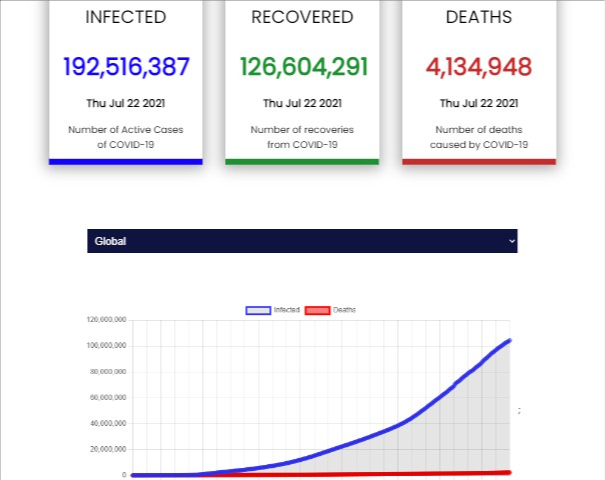 INFECTED
192,516,387
Thu Jul 22 2021
Number of Active Cases
of COVID-19
RECOVERED
126,604,291
Thu Jul 22 2021
Number of recoveries
from COVID-19
DEATHS
4,134,948
Thu Jul 22 2021
Number of deaths
caused by COVID-19
Global
Infected
Deaths
120,000,000
100,000,000
80,000,000
60,000,000
40,000,000
20,000,000
0
;